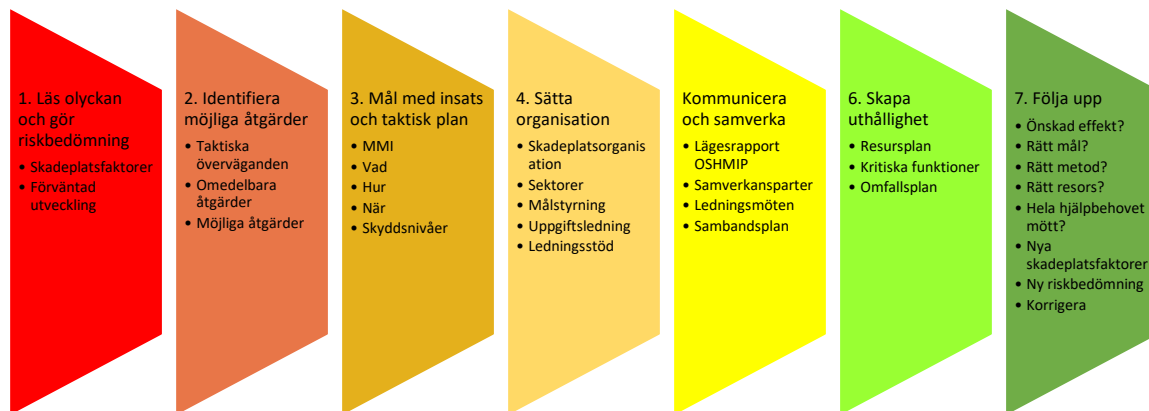 1. Läs olyckan
och gör
riskbedömning
• Skadeplatsfaktorer
• Förväntad
utveckling
2. Identifiera
möjliga åtgärder
• Taktiska
överväganden
• Omedelbara
åtgärder
• Möjliga åtgärder
3. Mål med insats
och taktisk plan
• MMI
• Vad
• Hur
• När
• Skyddsnivåer
4. Sätta
organisation
• Skadeplatsorganis
ation
• Sektorer
• Målstyrning
• Uppgiftsledning
• Ledningsstöd
Kommunicera
och samverka
• Lägesrapport
OSHMIP
• Samverkansparter
• Ledningsmöten
• Sambandsplan
6. Skapa
uthållighet
• Resursplan
• Kritiska funktioner
• Omfallsplan
7. Följa upp
• Önskad effekt?
• Rätt mål?
• Rätt metod?
• Rätt resors?
• Hela hjälpbehovet
mött?
• Nya
skadeplatsfaktorer
• Ny riskbedömning
• Korrigera